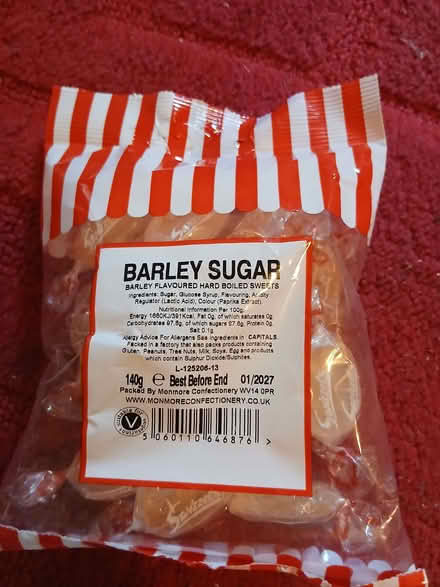 BARLEY SUGAR
BARLEY FLAVOURED HARD BOILED SWEETS
Ingredients: Sugar, Glucose Syrup, Flavouring, Acidity
Regulator (Lactic Acid), Colour (Paprika Extract).
Nutritional Information Per 100g:
Energy 1660KJ/391Kcal, Fat 0g, of which saturates 0g,
Carbohydrates 97.8g, of which sugars 67.6g, Protein 0g,
Salt 0.1g
Allergy Advice For Allergens See Ingredients in CAPITALS.
Packed in a factory that also packs products containing
Gluten, Peanuts, Tree Nuts, Milk, Soya, Egg and products
which contain Sulphur Dioxide/Sulphites.
L-125206-13
140g e Best Before End 01/2027
Packed By Monmore Confectionery WV14 0PR
WWW.MONMORECONFECTIONERY.CO.UK
V
5 060110 646876 >